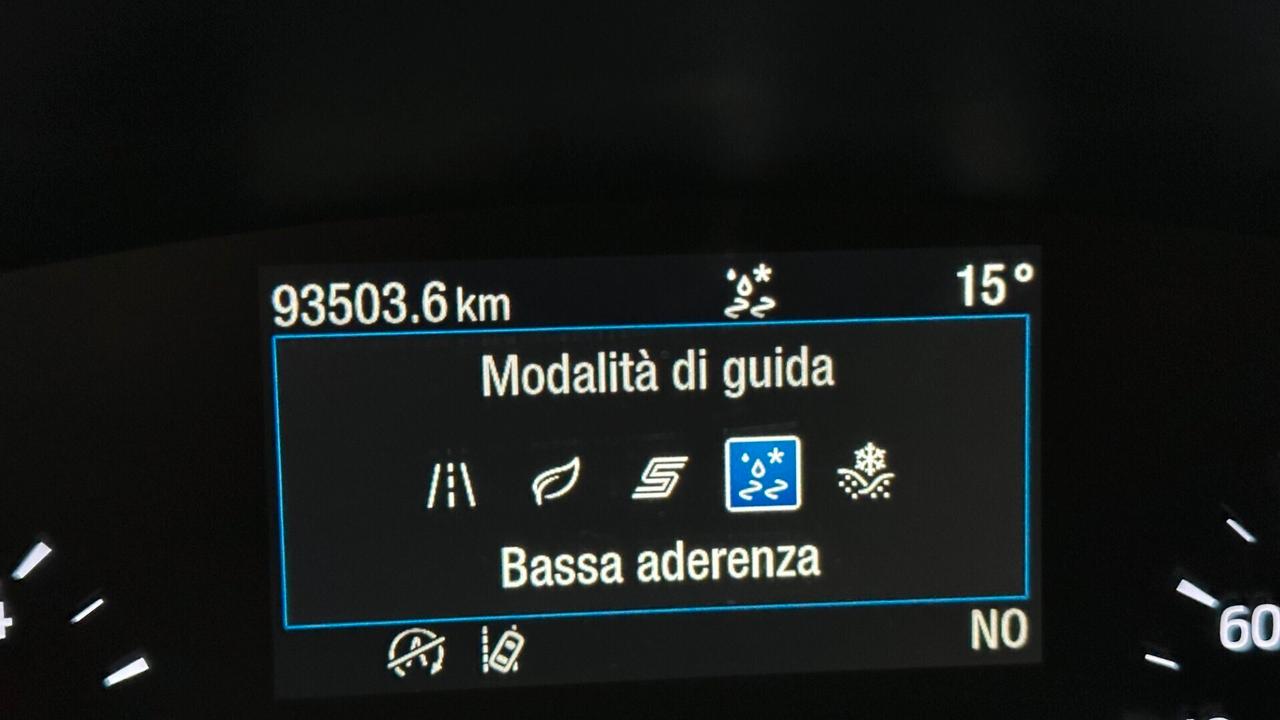 93503.6 km 15°
Modalità di guida
Bassa aderenza
NO
60